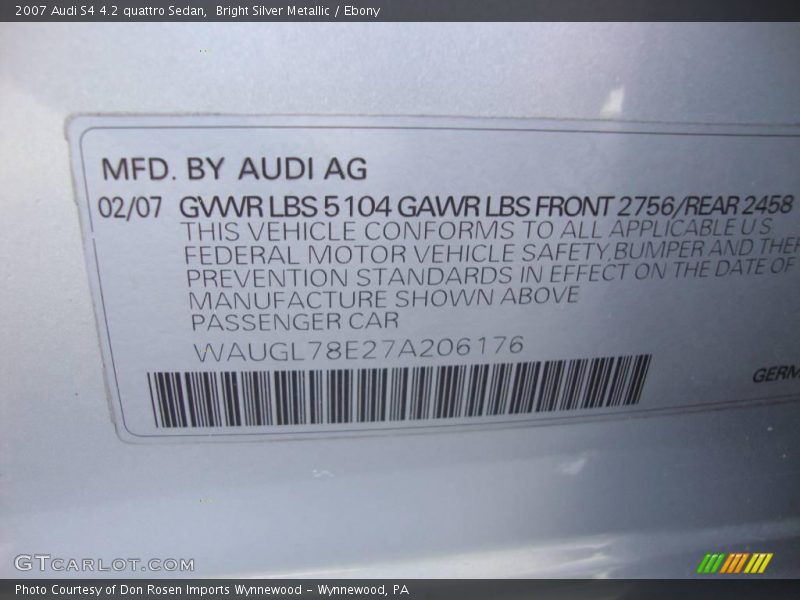 2007 Audi S4 4.2 quattro Sedan,  Bright Silver Metallic / Ebony
MFD. BY AUDI AG
02/07 GVWR LBS 5104 GAWR LBS FRONT 2756/REAR 2458
THIS VEHICLE CONFORMS TO ALL APPLICABLE U S
FEDERAL MOTOR VEHICLE SAFETY,BUMPER AND THEF
PREVENTION STANDARDS IN EFFECT ON THE DATE OF
MANUFACTURE SHOWN ABOVE
PASSENGER CAR
WAUGL78E27A206176
GERM
GTCARLOT.COM
Photo Courtesy of Don Rosen Imports Wynnewood – Wynnewood, PA